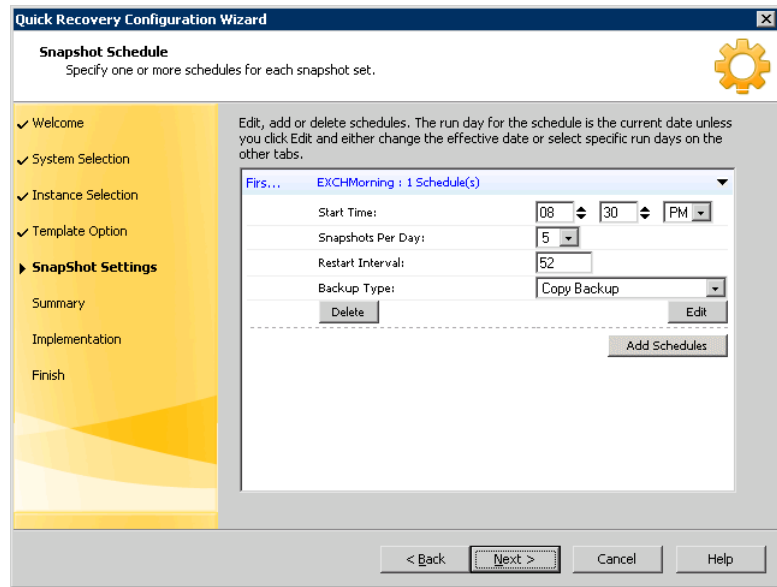 Quick Recovery Configuration Wizard
Snapshot Schedule
Specify one or more schedules for each snapshot set.
Welcome
System Selection
Instance Selection
Template Option
SnapShot Settings
Summary
Implementation
Finish
Edit, add or delete schedules. The run day for the schedule is the current date unless
you click Edit and either change the effective date or select specific run days on the
other tabs.
Firs... EXCHMorning : 1 Schedule(s)
Start Time: 08 30 PM
Snapshots Per Day: 5
Restart Interval: 52
Backup Type: Copy Backup
Delete Edit
Add Schedules
< Back Next > Cancel Help